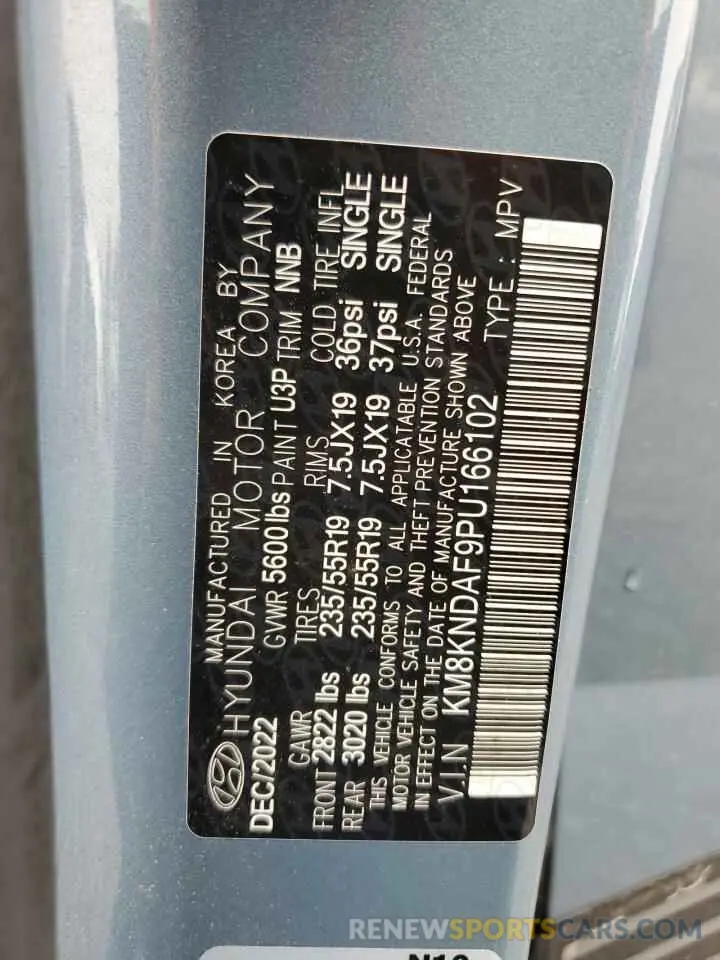 MANUFACTURED IN KOREA BY
HYUNDAI MOTOR COMPANY
DEC/2022 GVWR 5600 lbs PAINT U3P TRIM NNB
GAWR TIRES RIMS COLD TIRE INFL
FRONT 2822 lbs 235/55R19 7.5JX19 36psi SINGLE
REAR 3020 lbs 235/55R19 7.5JX19 37psi SINGLE
THIS VEHICLE CONFORMS TO ALL APPLICATABLE U.S.A. FEDERAL
MOTOR VEHICLE SAFETY AND THEFT PREVENTION STANDARDS
IN EFFECT ON THE DATE OF MANUFACTURE SHOWN ABOVE
V.I.N KM8KNDAF9PU166102 TYPE : MPV
RENEWSPORTSCARS.COM